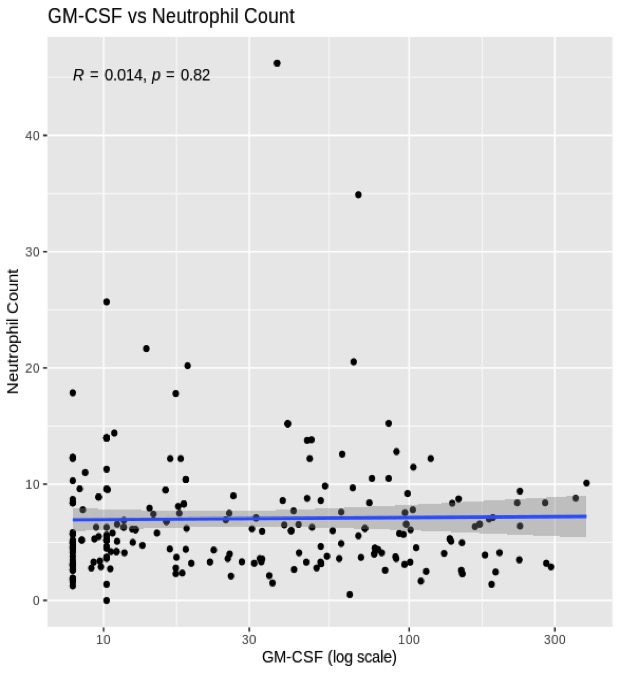 GM-CSF vs Neutrophil Count
R = 0.014, p = 0.82
40
30
20
10
0
Neutrophil Count
10 30 100 300
GM-CSF (log scale)